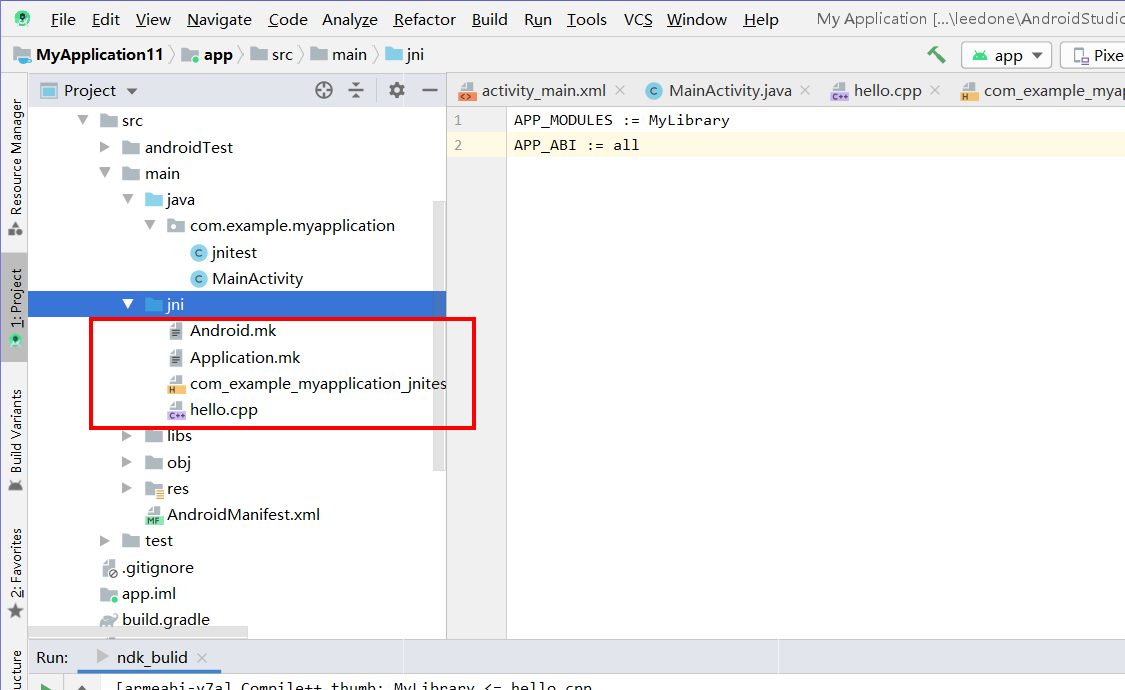 File Edit View Navigate Code Analyze Refactor Build Run Tools VCS Window Help My Application [...\leedone\AndroidStudio
MyApplication11 app src main jni app Pixe
Project
activity_main.xml MainActivity.java hello.cpp com_example_myap
Resource Manager
1: Project
Build Variants
2: Favorites
ucture
src
androidTest
main
java
com.example.myapplication
C jnitest
C MainActivity
jni
Android.mk
Application.mk
H com_example_myapplication_jnites
C++ hello.cpp
libs
obj
res
MF AndroidManifest.xml
test
.gitignore
app.iml
build.gradle
1 APP_MODULES := MyLibrary
2 APP_ABI := all
Run: ndk_bulid
[armeabi-v7a] Compile++ thumb: MyLibrary <= hello.cpp